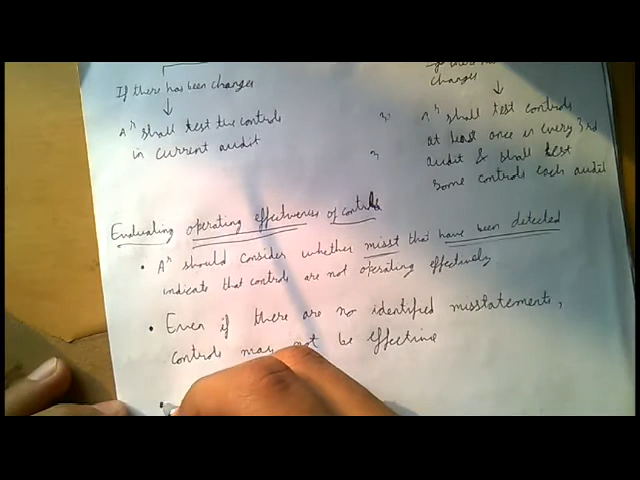 If there has been changes
↓
Aʳ shall test the controls
in current audit
changes
↓
Aʳ shall test controls
at least once in every 3rd
audit & shall test
some controls each audit
Evaluating operating effectiveness of controls
• Aʳ should consider whether misst that have been detected
indicate that controls are not operating effectively
• Even if there are no identified misstatements,
controls may not be effective